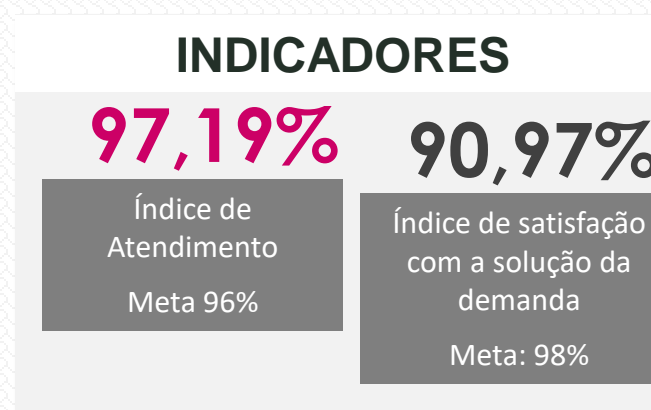 INDICADORES
97,19%
Índice de
Atendimento
Meta 96%
90,97%
Índice de satisfação
com a solução da
demanda
Meta: 98%